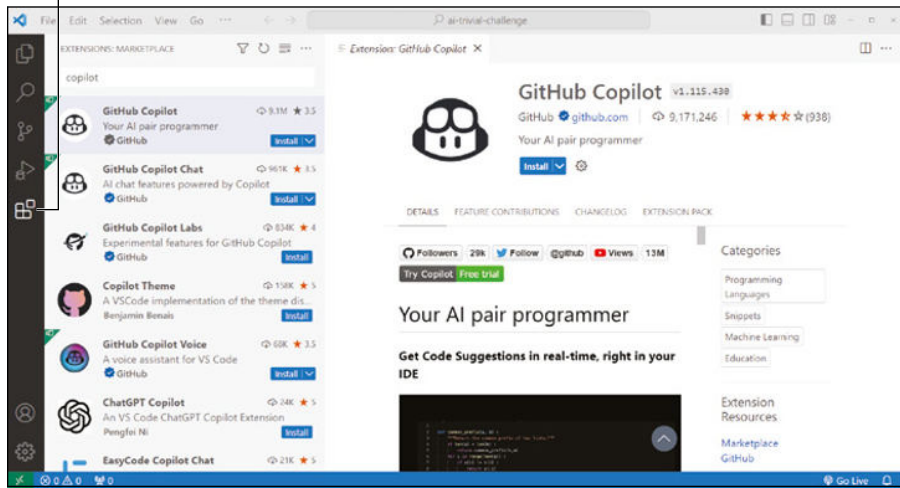 File Edit Selection View Go ···
ai-trivial-challenge
EXTENSIONS: MARKETPLACE
copilot
GitHub Copilot 9.1M ★ 3.5
Your AI pair programmer
GitHub Install
GitHub Copilot Chat 961K ★ 3.5
AI chat features powered by Copilot
GitHub Install
GitHub Copilot Labs 834K ★ 4
Experimental features for GitHub Copilot
GitHub Install
Copilot Theme 158K ★ 5
A VSCode implementation of the theme dis...
Benjamin Benais Install
GitHub Copilot Voice 68K ★ 3.5
A voice assistant for VS Code
GitHub Install
ChatGPT Copilot 24K ★ 5
An VS Code ChatGPT Copilot Extension
Pengfei Ni Install
EasyCode Copilot Chat 21K ★ 5
Extension: GitHub Copilot
GitHub Copilot v1.115.430
GitHub github.com 9,171,246 (938)
Your AI pair programmer
Install
DETAILS FEATURE CONTRIBUTIONS CHANGELOG EXTENSION PACK
Followers 29k Follow @github Views 13M
Try Copilot Free trial
Your AI pair programmer
Get Code Suggestions in real-time, right in your
IDE
Categories
Programming
Languages
Snippets
Machine Learning
Education
Extension
Resources
Marketplace
GitHub
0 0 0 Go Live